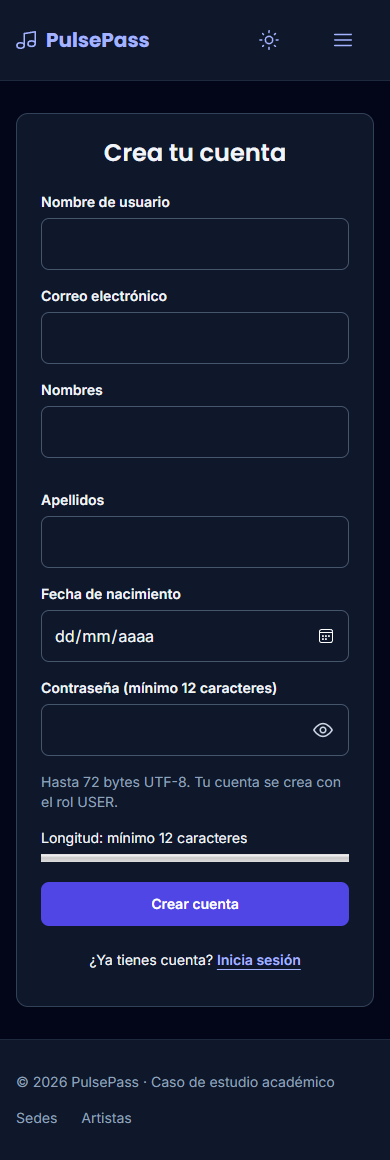 PulsePass
Crea tu cuenta
Nombre de usuario
Correo electrónico
Nombres
Apellidos
Fecha de nacimiento
dd/mm/aaaa
Contraseña (mínimo 12 caracteres)
Hasta 72 bytes UTF-8. Tu cuenta se crea con
el rol USER.
Longitud: mínimo 12 caracteres
Crear cuenta
¿Ya tienes cuenta? Inicia sesión
© 2026 PulsePass · Caso de estudio académico
Sedes Artistas